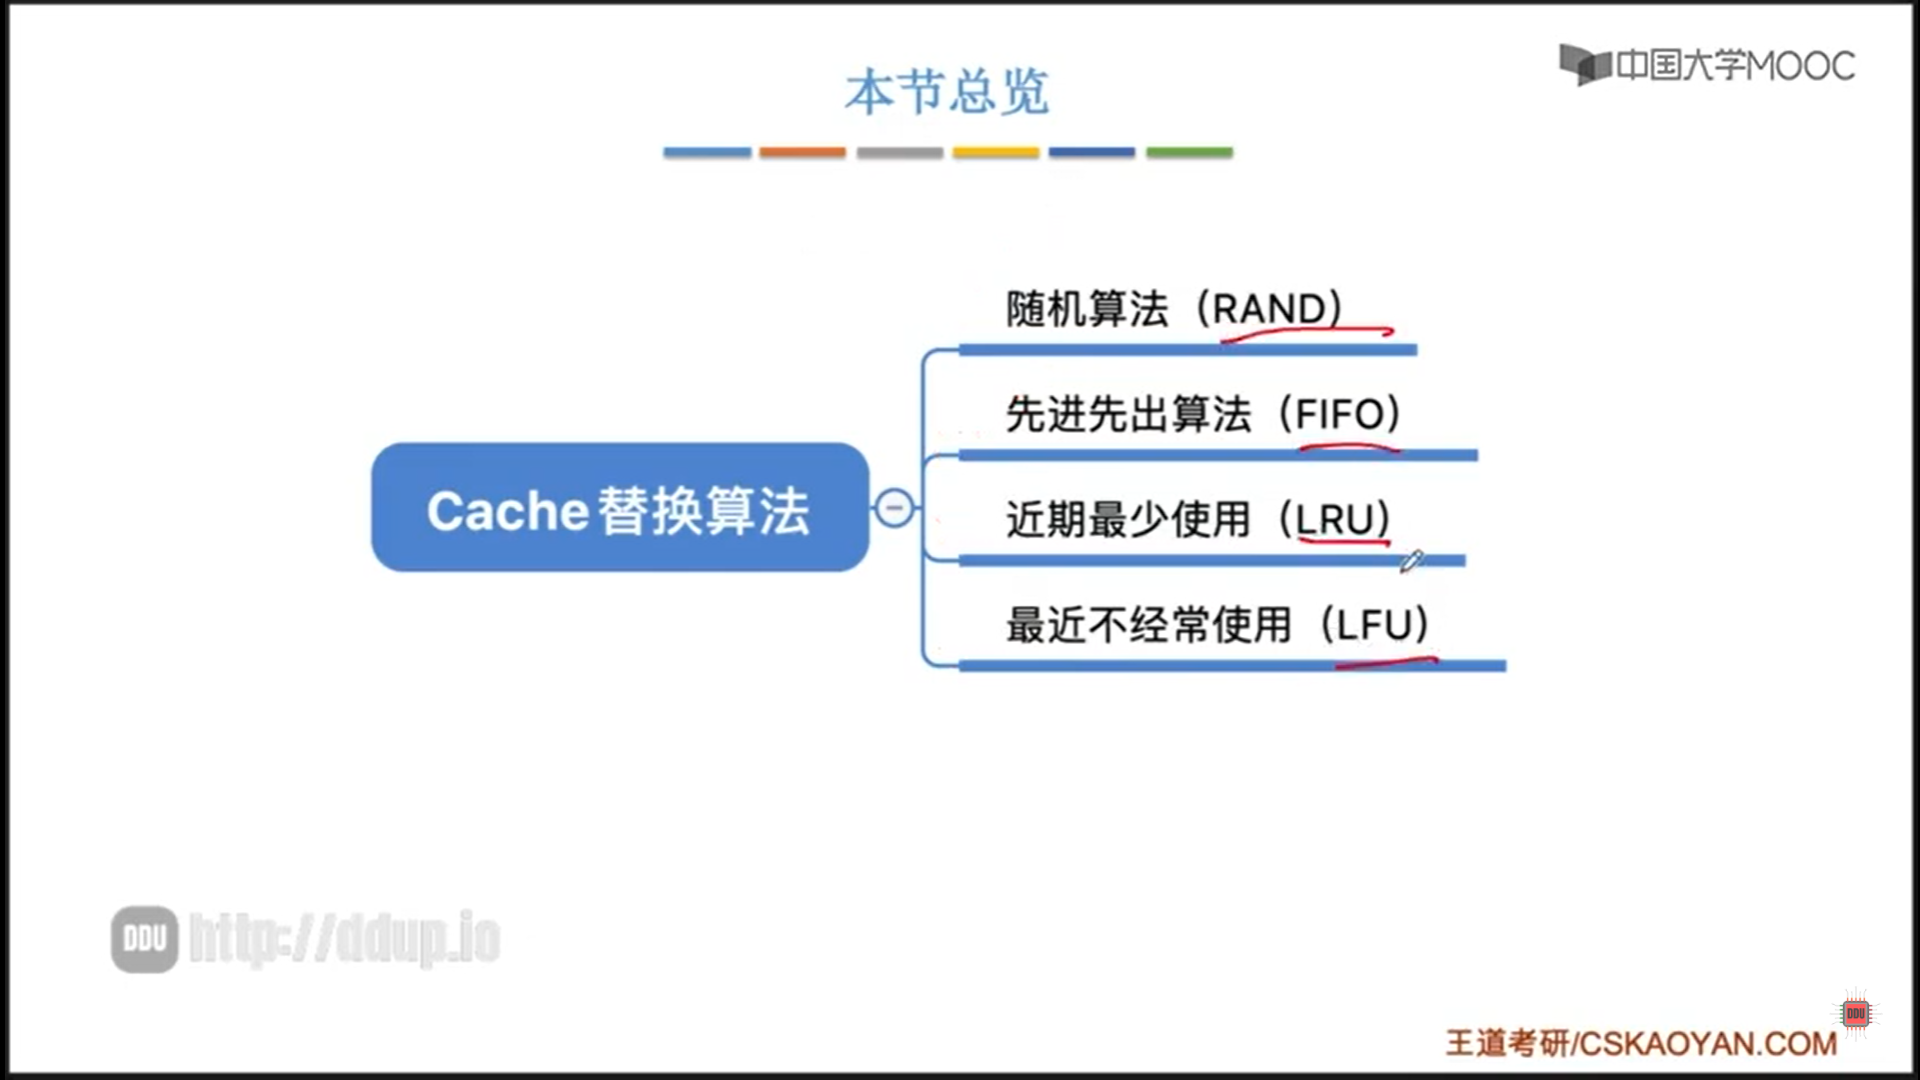 中国大学MOOC
本节总览
随机算法（RAND）
先进先出算法（FIFO）
Cache替换算法
近期最少使用（LRU）
最近不经常使用（LFU）
DDU http://ddup.io
DDU
王道考研/CSKAOYAN.COM